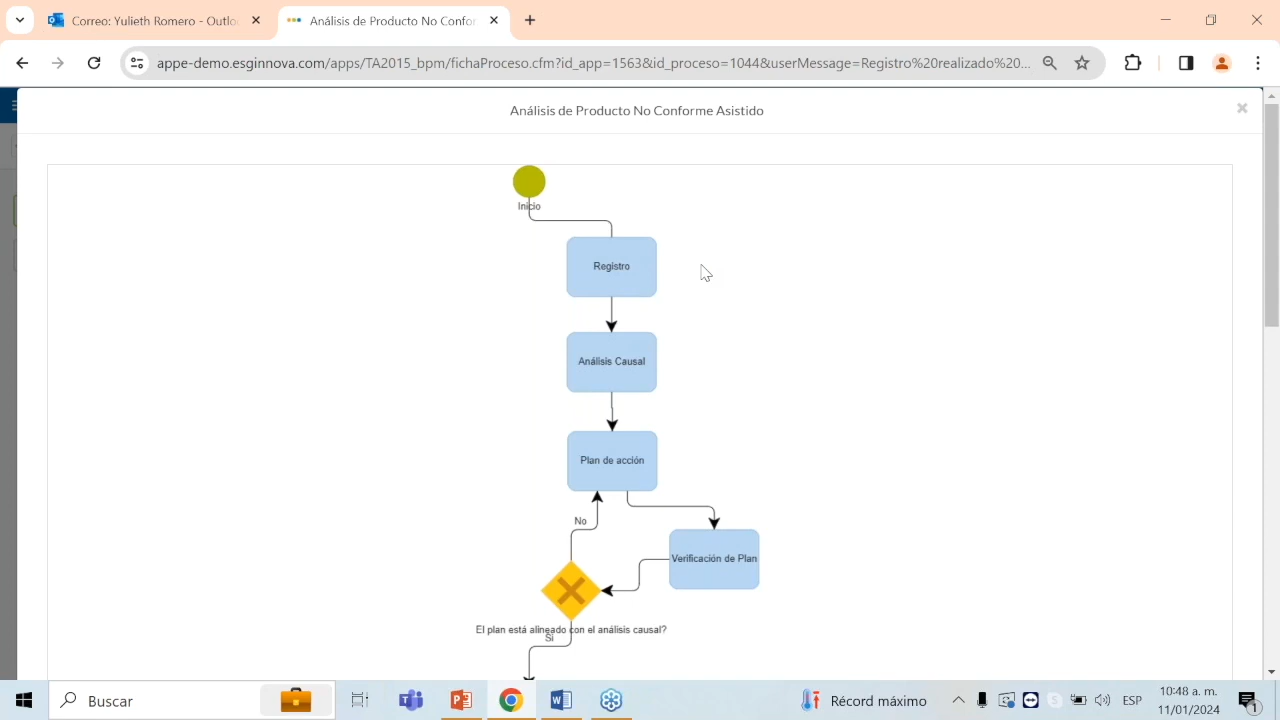 Correo: Yulieth Romero - Outlo
Análisis de Producto No Confor
appe-demo.esginnova.com/apps/TA2015_bpm/fichaProceso.cfm?id_app=1563&id_proceso=1044&userMessage=Registro%20realizado%20...
Análisis de Producto No Conforme Asistido
Inicio
Registro
Análisis Causal
Plan de acción
No
Verificación de Plan
El plan está alineado con el análisis causal?
Si
Buscar
Récord máximo
ESP
10:48 a. m.
11/01/2024
1